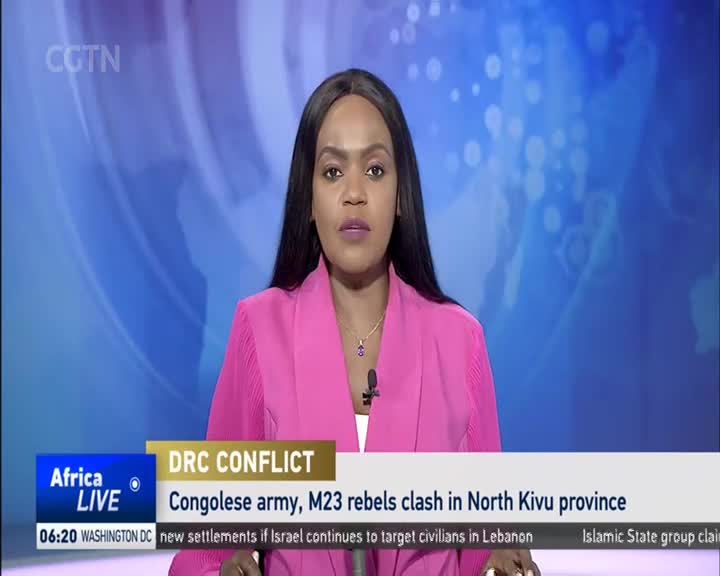 CGTN
DRC CONFLICT
Africa
LIVE
Congolese army, M23 rebels clash in North Kivu province
06:20 WASHINGTON DC
new settlements if Israel continues to target civilians in Lebanon Islamic State group clai